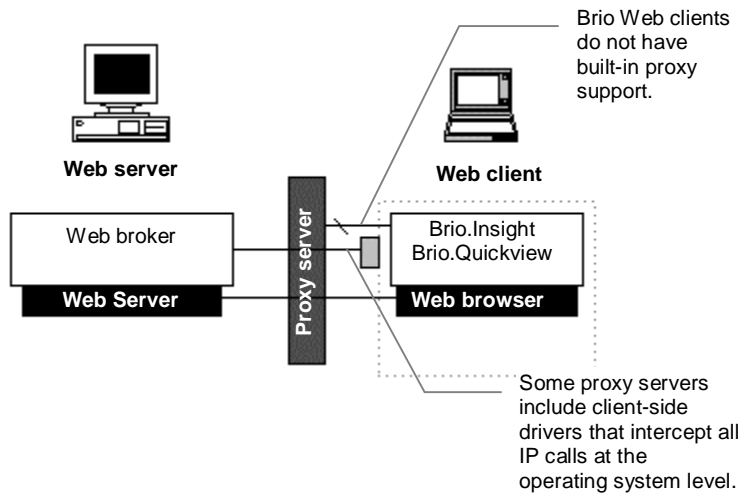 Brio Web clients
do not have
built-in proxy
support.
Web server
Web client
Proxy server
Web broker
Brio.Insight
Brio.Quickview
Web Server
Web browser
Some proxy servers
include client-side
drivers that intercept all
IP calls at the
operating system level.